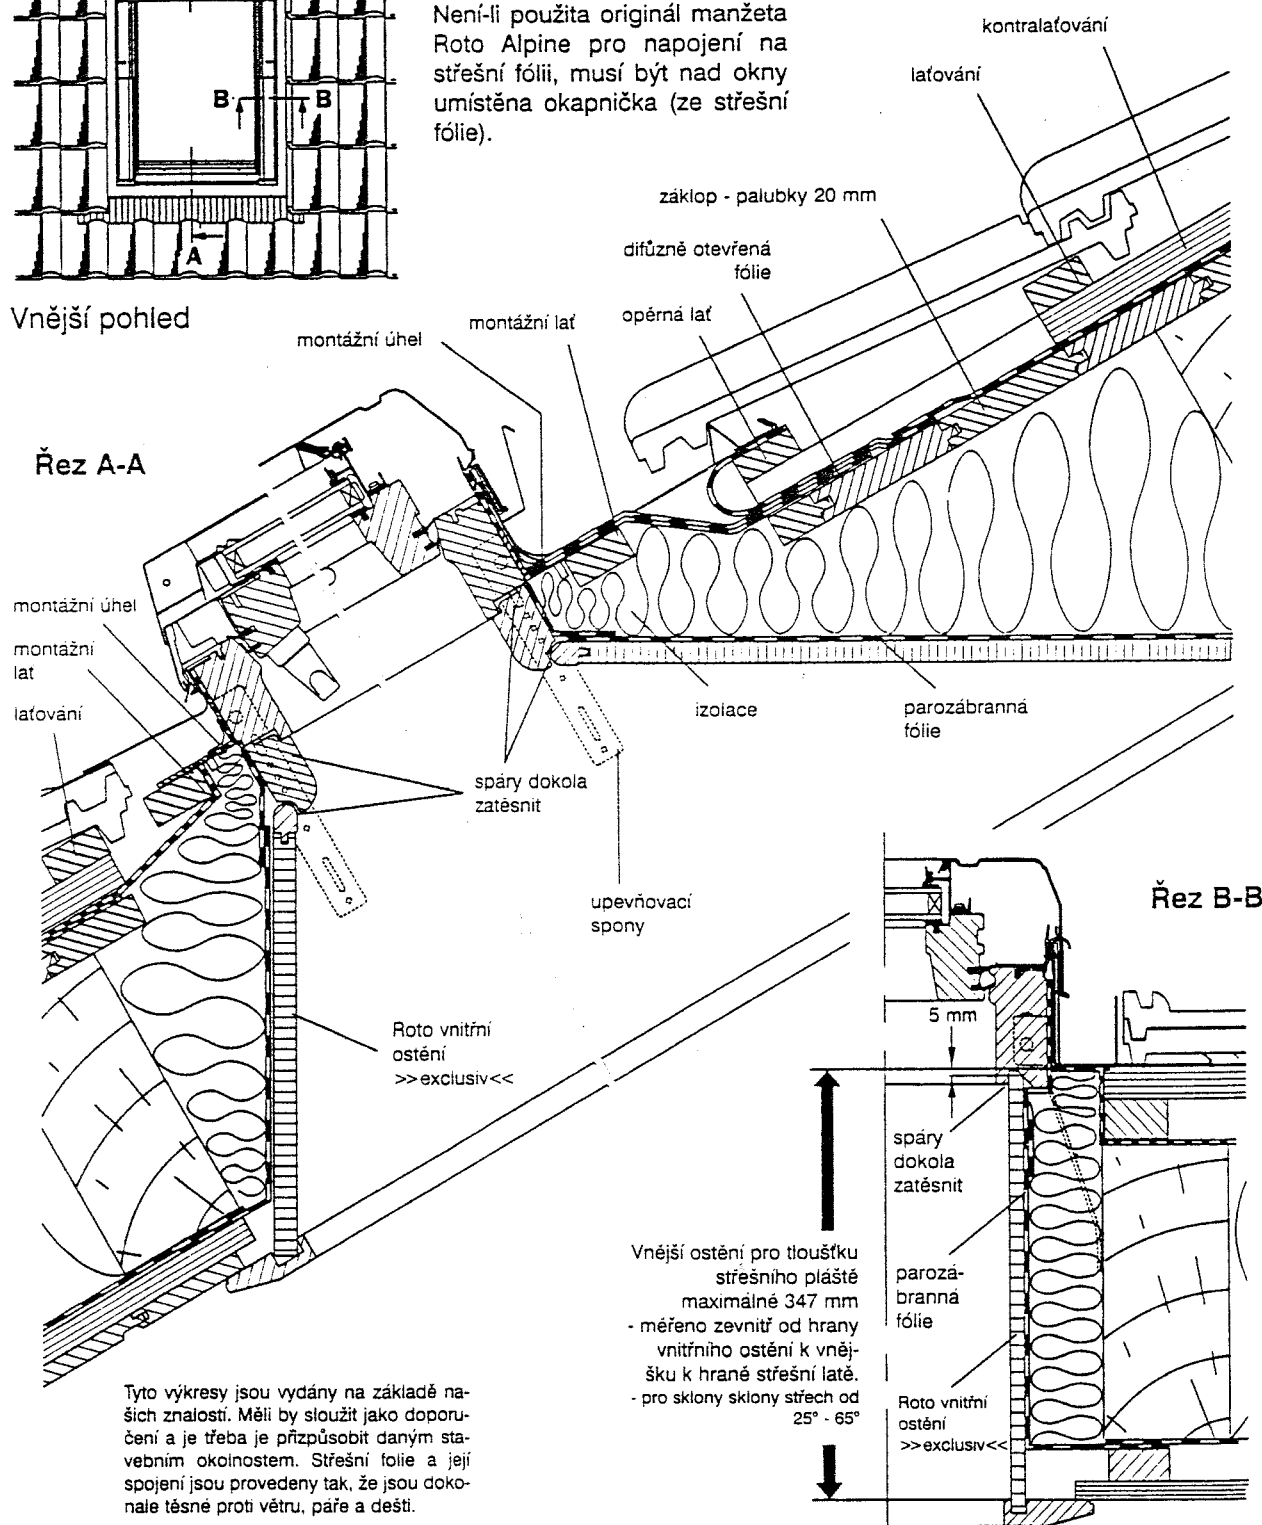 Není-li použita originál manžeta
Roto Alpine pro napojení na
střešní fólii, musí být nad okny
umístěna okapnička (ze střešní
fólie).
B
B
A
Vnější pohled
kontralaťování
laťování
záklop - palubky 20 mm
difúzně otevřená
fólie
opěrná lať
montážní lať
montážní úhel
Řez A-A
montážní úhel
montážní
lať
laťování
izolace
parozábranná
fólie
spáry dokola
zatěsnit
upevňovací
spony
Roto vnitřní
ostění
>>exclusiv<<
Řez B-B
5 mm
spáry
dokola
zatěsnit
parozá-
branná
fólie
Roto vnitřní
ostění
>>exclusiv<<
Vnější ostění pro tloušťku
střešního pláště
maximálně 347 mm
- měřeno zevnitř od hrany
vnitřního ostění k vněj-
šku k hraně střešní latě.
- pro sklony sklony střech od
25° - 65°
Tyto výkresy jsou vydány na základě na-
šich znalostí. Měli by sloužit jako doporu-
čení a je třeba je přizpůsobit daným sta-
vebním okolnostem. Střešní folie a její
spojení jsou provedeny tak, že jsou doko-
nale těsné proti větru, páře a dešti.